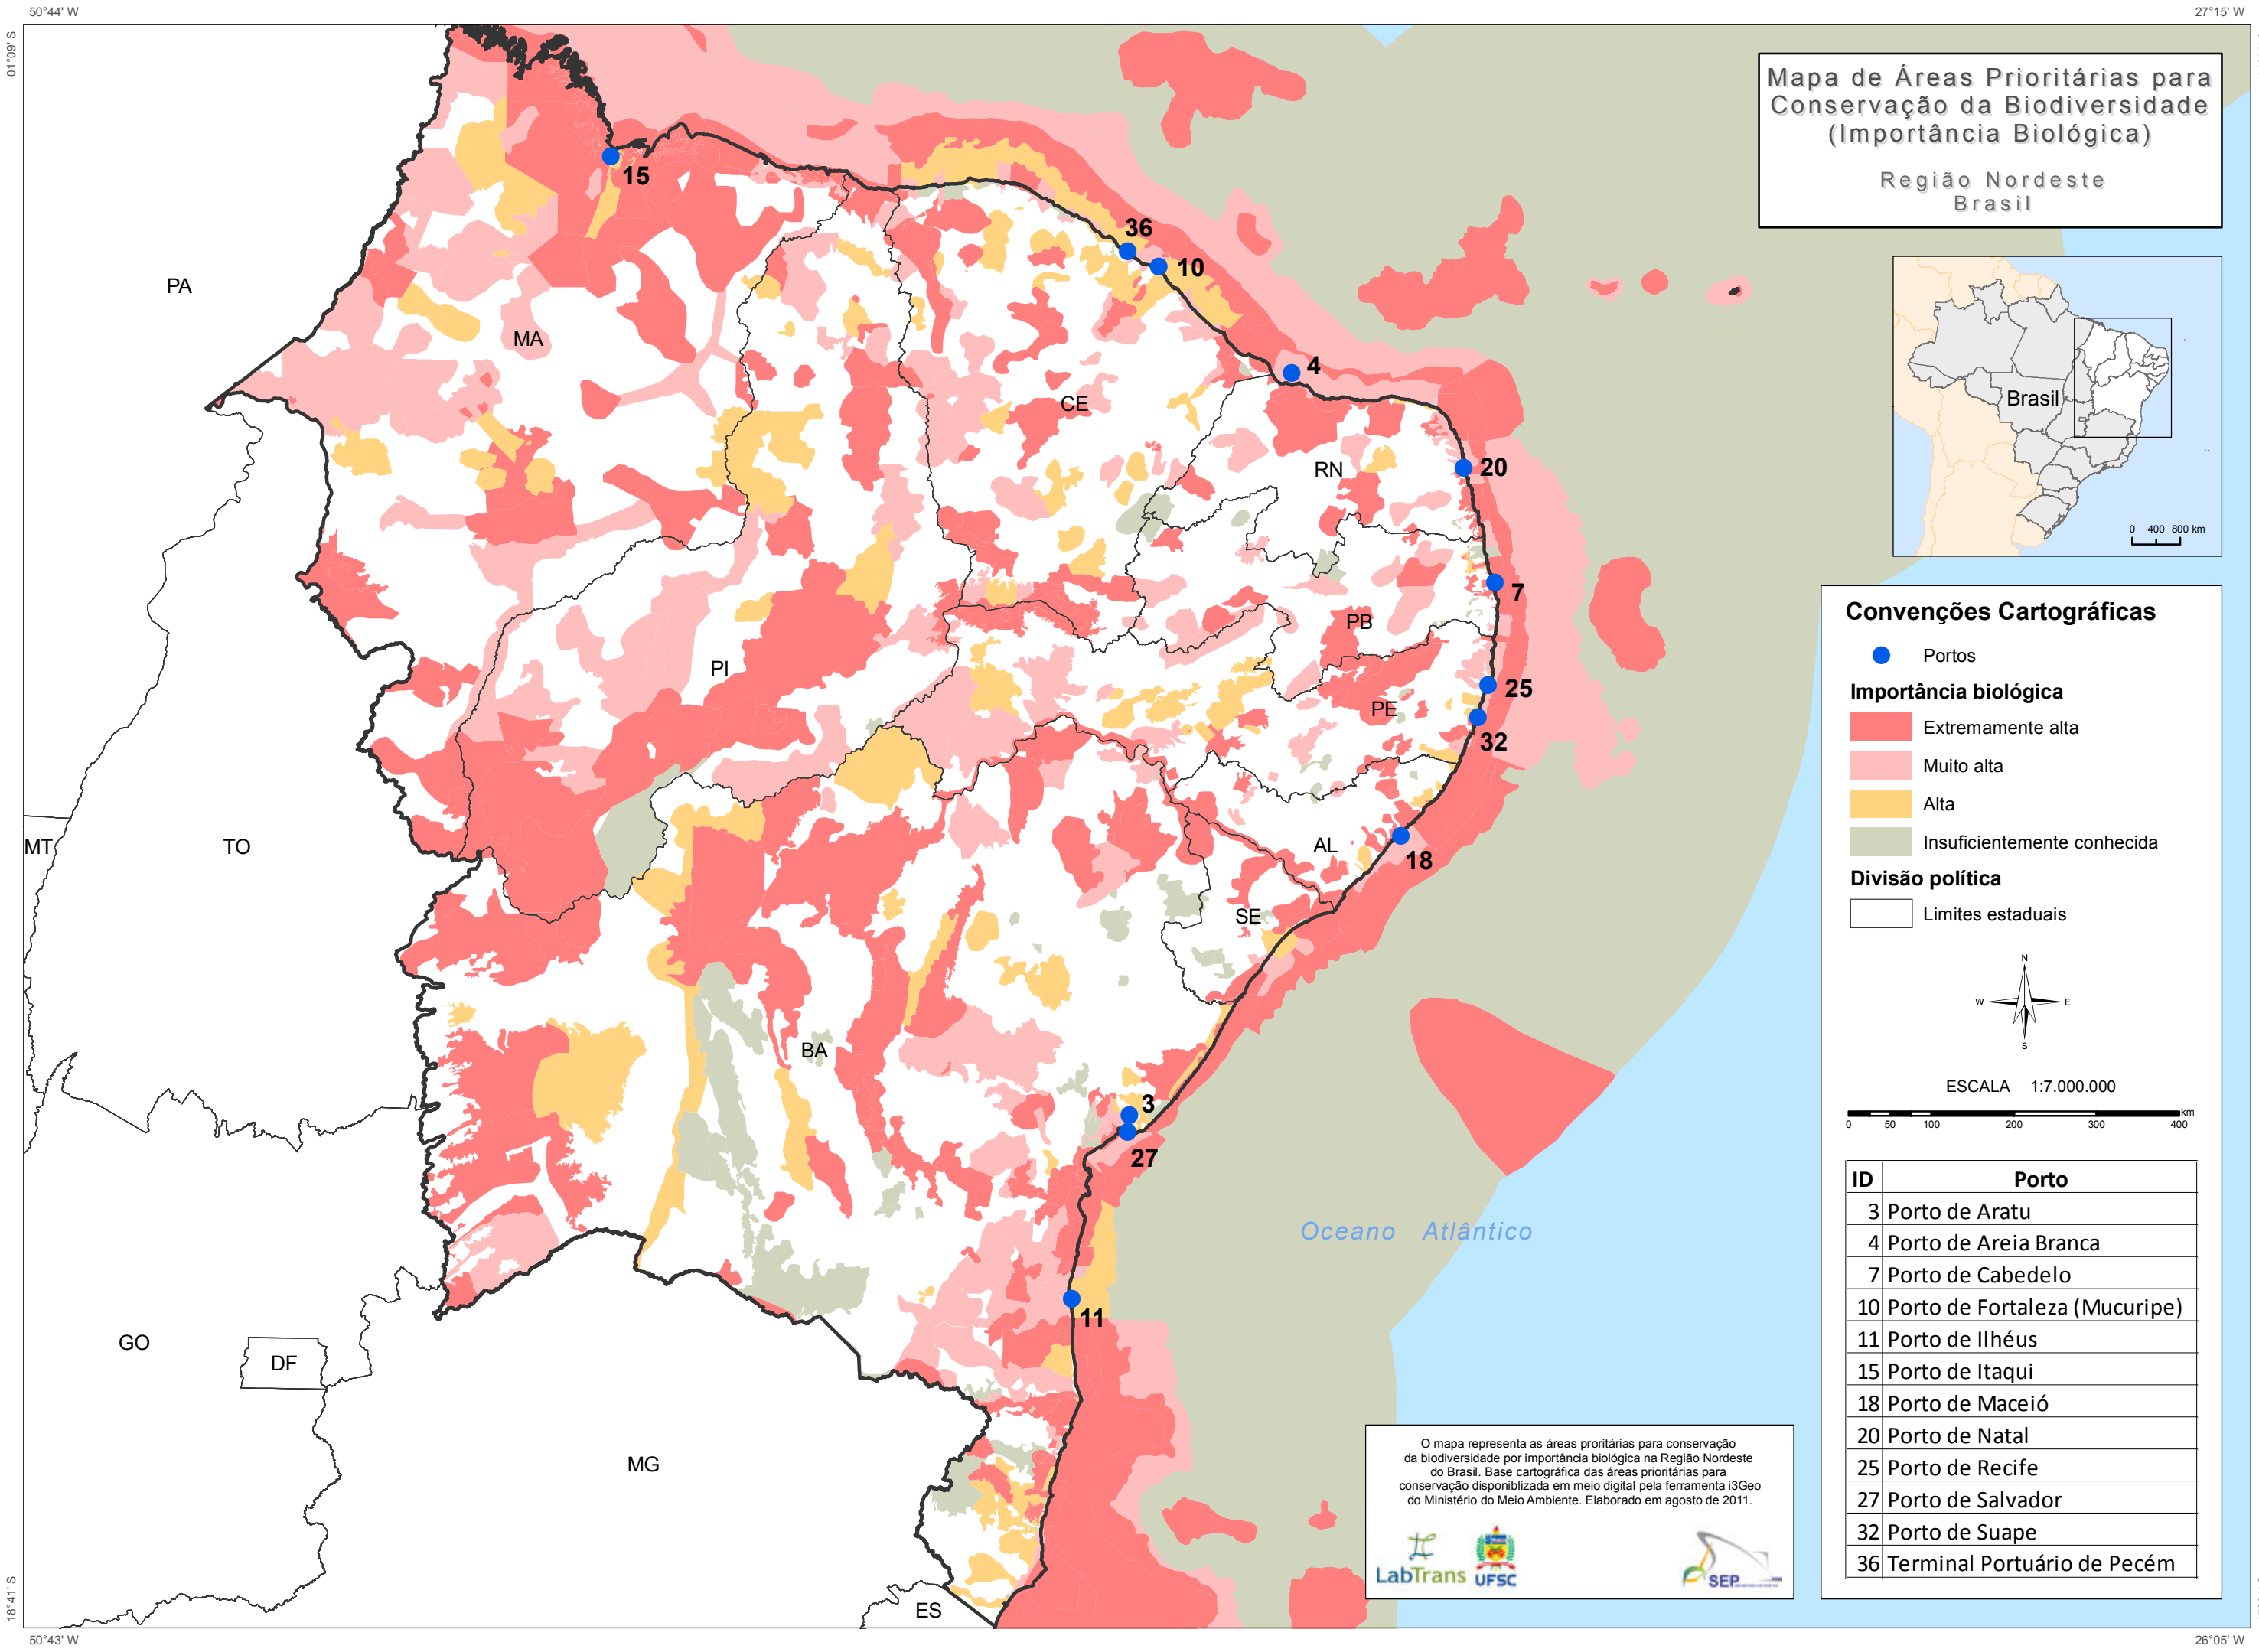 50°44' W
27°15' W
01°09' S
Mapa de Áreas Prioritárias para
Conservação da Biodiversidade
(Importância Biológica)
Região Nordeste
Brasil
15
36
10
PA
MA
4
CE
Brasil
RN
20
0 400 800 km
7
PB
PI
25
PE
32
MT
TO
AL
18
SE
BA
3
27
11
GO
DF
MG
ES
Oceano Atlântico
Convenções Cartográficas
Portos
Importância biológica
Extremamente alta
Muito alta
Alta
Insuficientemente conhecida
Divisão política
Limites estaduais
N
W E
S
ESCALA 1:7.000.000
km
0 50 100 200 300 400
ID Porto
3 Porto de Aratu
4 Porto de Areia Branca
7 Porto de Cabedelo
10 Porto de Fortaleza (Mucuripe)
11 Porto de Ilhéus
15 Porto de Itaqui
18 Porto de Maceió
20 Porto de Natal
25 Porto de Recife
27 Porto de Salvador
32 Porto de Suape
36 Terminal Portuário de Pecém
O mapa representa as áreas proritárias para conservação
da biodiversidade por importância biológica na Região Nordeste
do Brasil. Base cartográfica das áreas prioritárias para
conservação disponiblizada em meio digital pela ferramenta i3Geo
do Ministério do Meio Ambiente. Elaborado em agosto de 2011.
LabTrans
UFSC
SEP
18°41' S
50°43' W
26°05' W